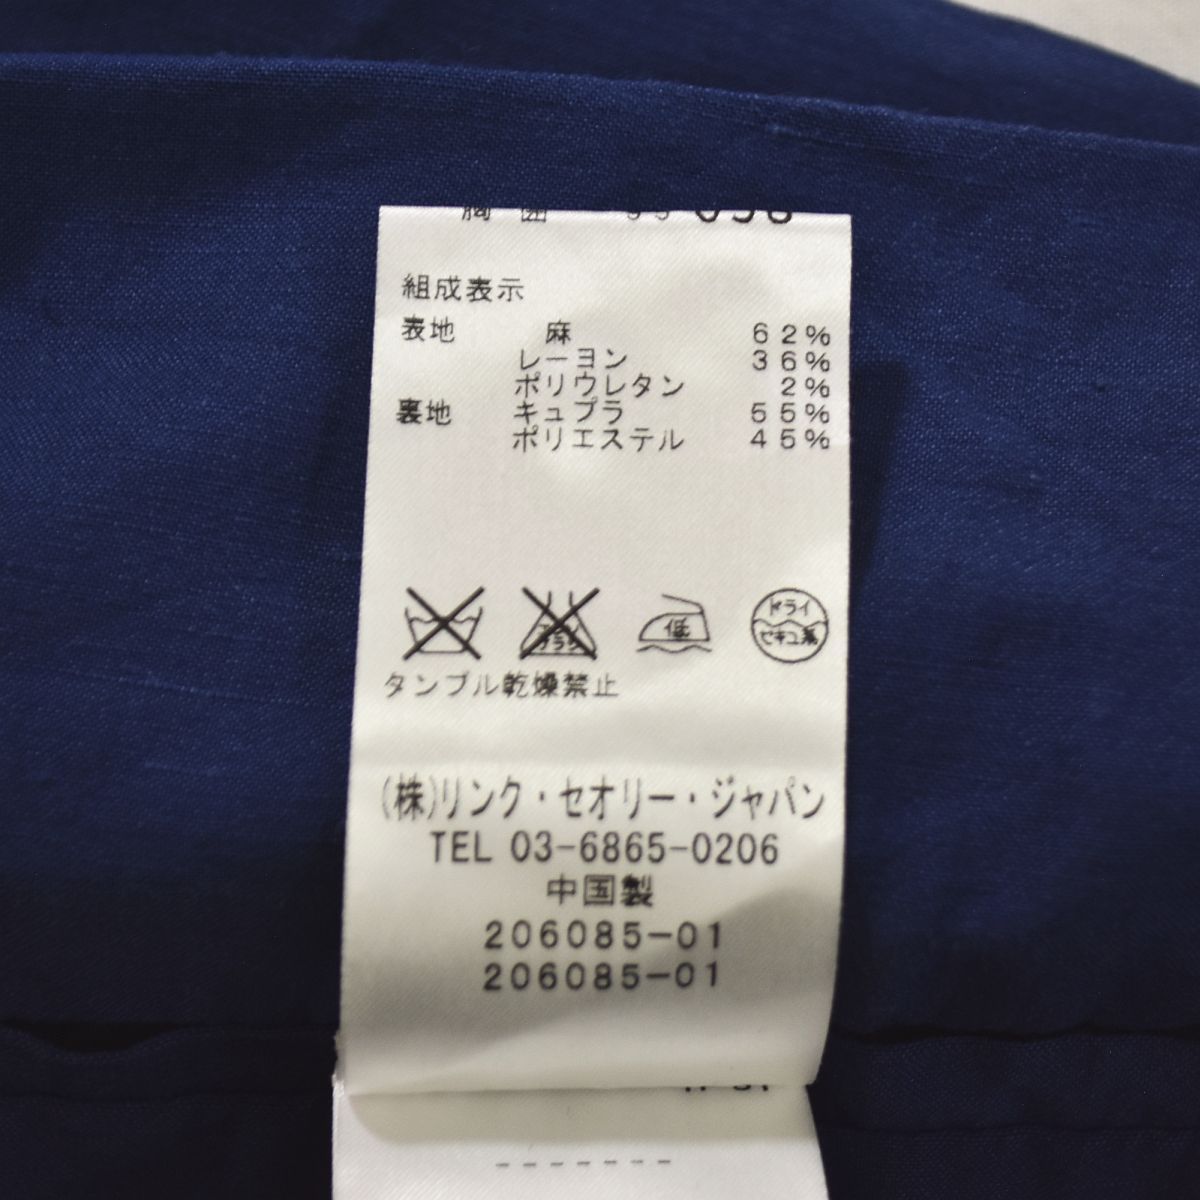 組成表示
表地 麻 62%
レーヨン 36%
ポリウレタン 2%
裏地 キュプラ 55%
ポリエステル 45%
低
ドライ
セキユ系
タンブル乾燥禁止
(株)リンク・セオリー・ジャパン
TEL 03-6865-0206
中国製
206085-01
206085-01
-------